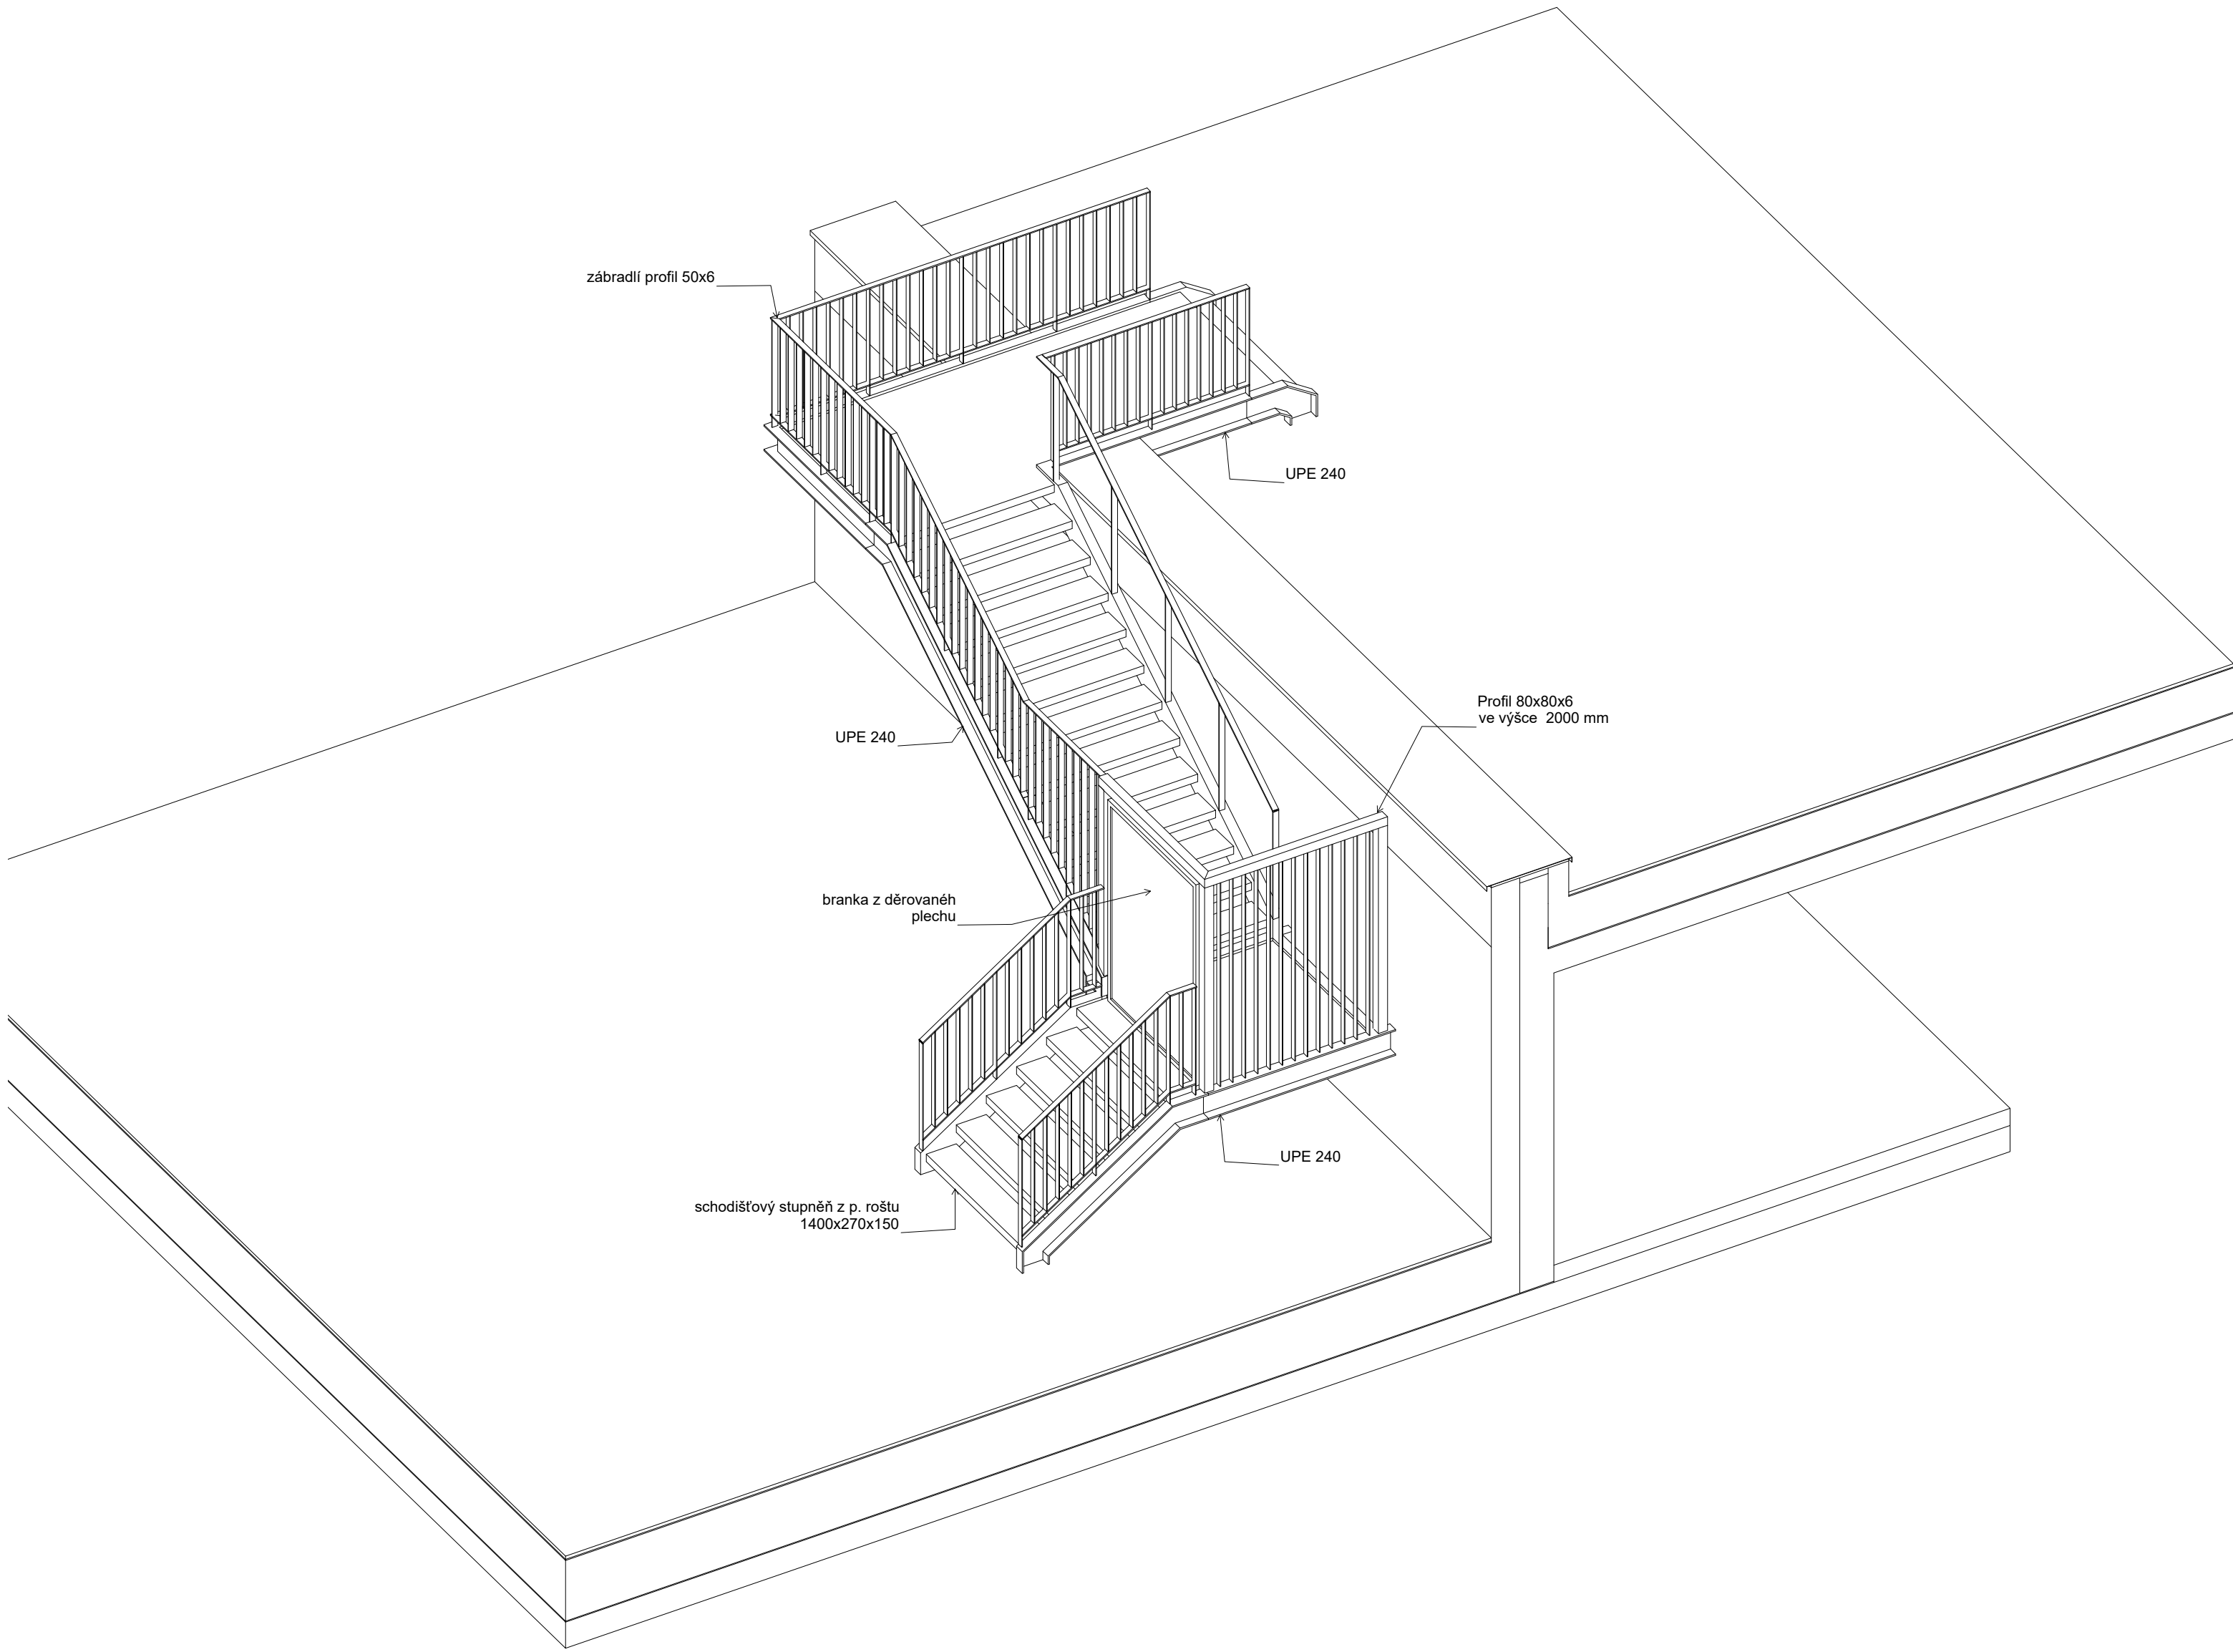 zábradlí profil 50x6
UPE 240
Profil 80x80x6
ve výšce  2000 mm
UPE 240
branka z děrovanéh
plechu
UPE 240
schodišťový stupněň z p. roštu
1400x270x150